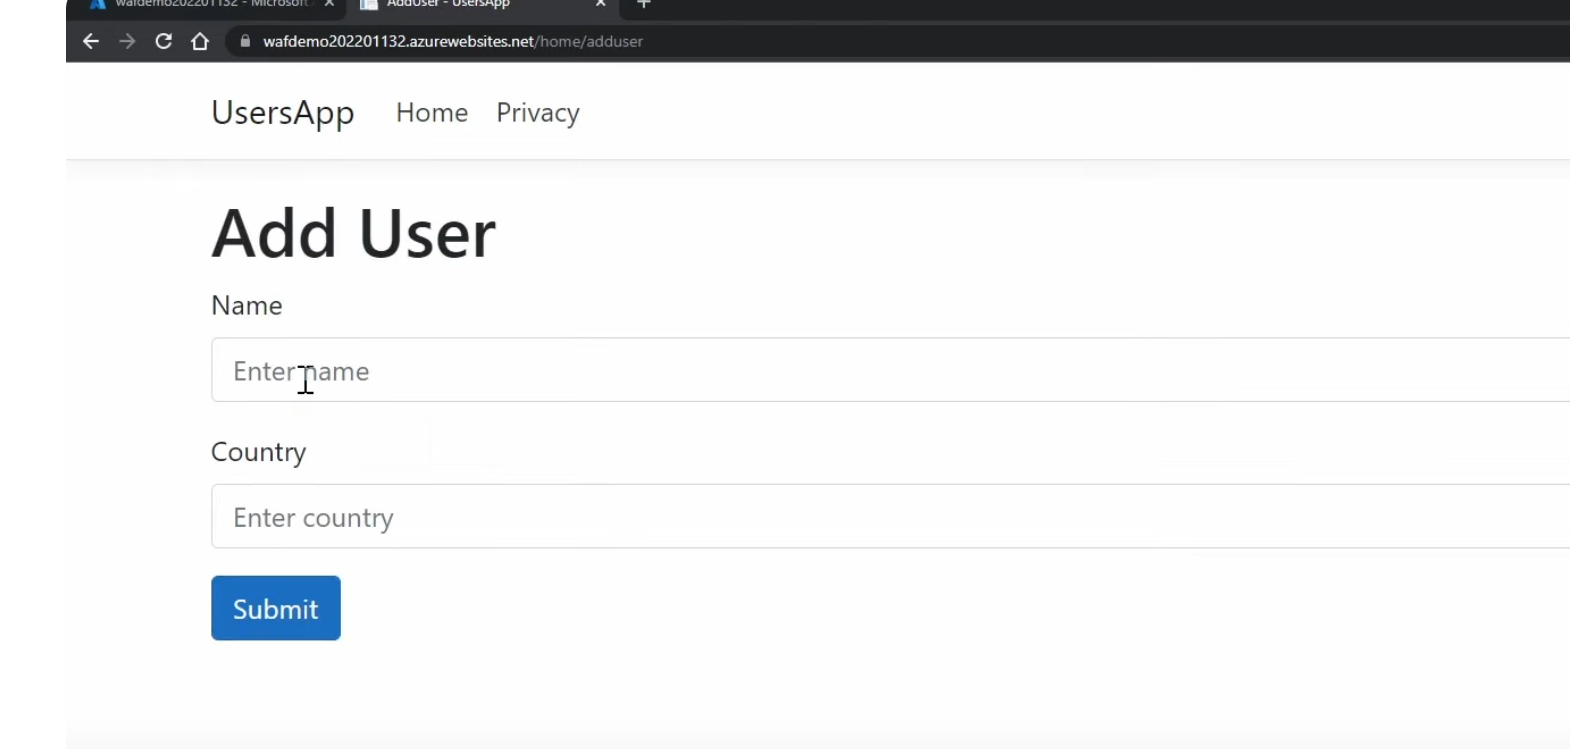 wafdemo202201132 - Microsoft AddUser - UsersApp
wafdemo202201132.azurewebsites.net/home/adduser
UsersApp Home Privacy
Add User
Name
Enter name
Country
Enter country
Submit